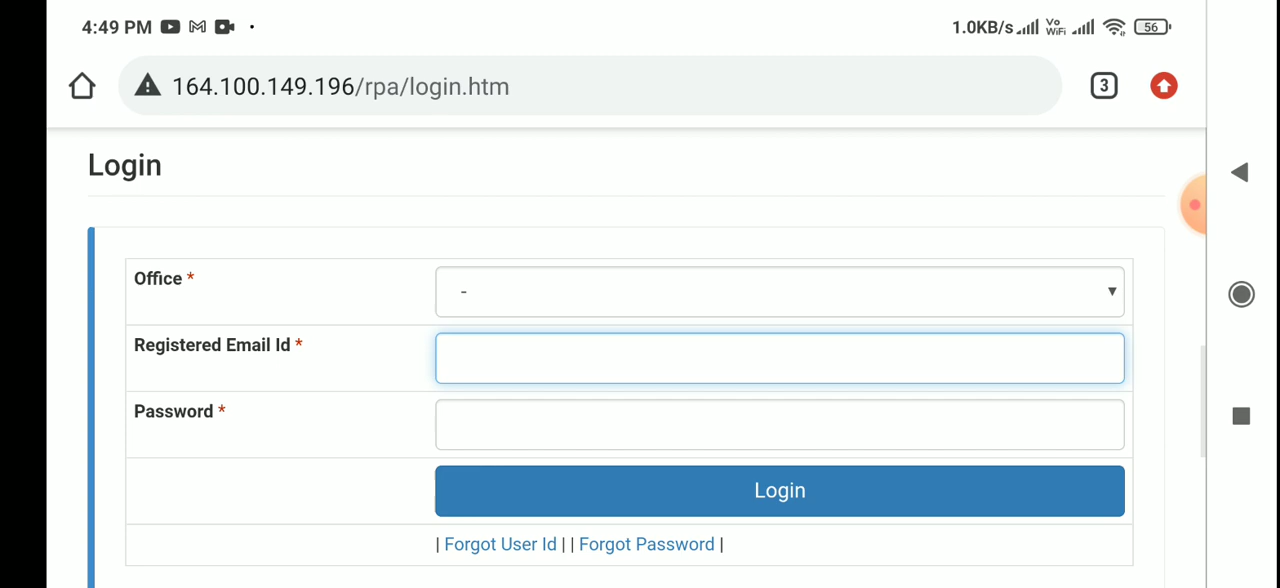 4:49 PM 1.0KB/s Vo WiFi 56
164.100.149.196/rpa/login.htm 3
Login
Office * -
Registered Email Id *
Password *
Login
| Forgot User Id | | Forgot Password |